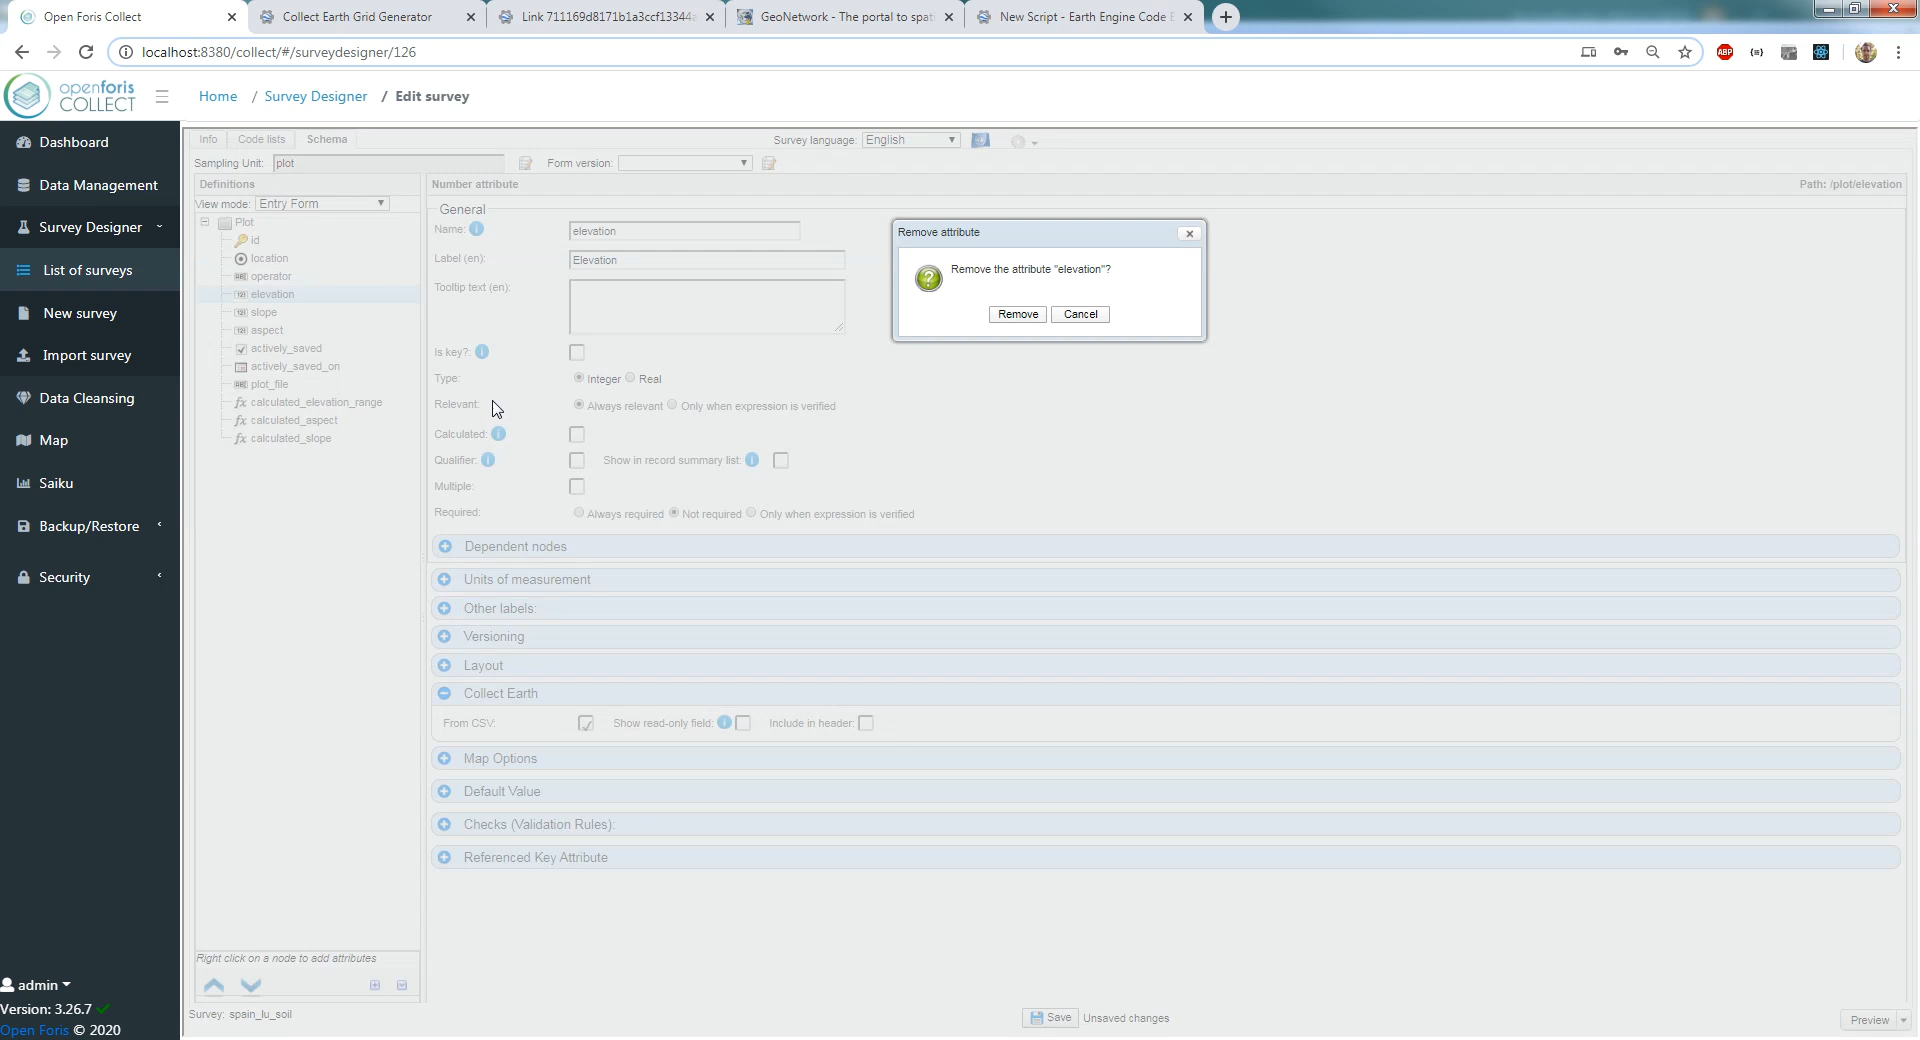 Open Foris Collect
Collect Earth Grid Generator
Link 711169d8171b1a3ccf13344
GeoNetwork - The portal to spati
New Script - Earth Engine Code E
localhost:8380/collect/#/surveydesigner/126
ABP
openforis
COLLECT
Home / Survey Designer / Edit survey
Dashboard
Data Management
Survey Designer
List of surveys
New survey
Import survey
Data Cleansing
Map
Saiku
Backup/Restore
Security
admin
Version: 3.26.7
Open Foris © 2020
Info
Code lists
Schema
Survey language: English
Sampling Unit: plot
Form version:
Definitions
View mode: Entry Form
Plot
id
location
operator
elevation
slope
aspect
actively_saved
actively_saved_on
plot_file
calculated_elevation_range
calculated_aspect
calculated_slope
Right click on a node to add attributes
Survey: spain_lu_soil
Number attribute
Path: /plot/elevation
General
Name: elevation
Label (en): Elevation
Tooltip text (en):
Is key?:
Type: Integer Real
Relevant: Always relevant Only when expression is verified
Calculated:
Qualifier: Show in record summary list:
Multiple:
Required: Always required Not required Only when expression is verified
Dependent nodes
Units of measurement
Other labels:
Versioning
Layout
Collect Earth
From CSV: Show read-only field: Include in header:
Map Options
Default Value
Checks (Validation Rules):
Referenced Key Attribute
Save Unsaved changes
Preview
Remove attribute
Remove the attribute "elevation"?
Remove
Cancel